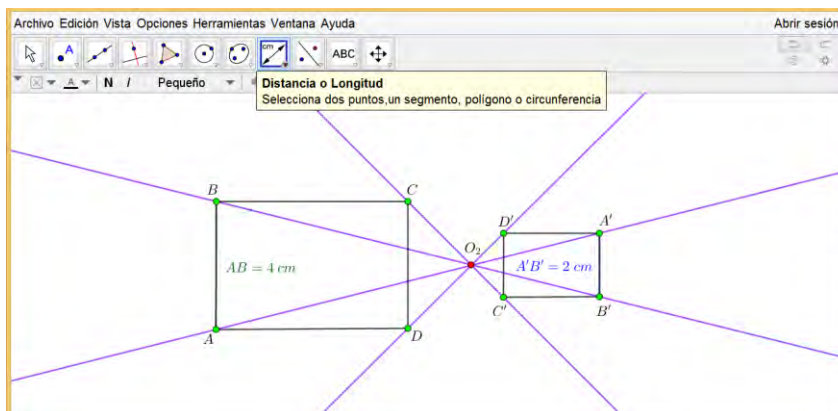 Archivo Edición Vista Opciones Herramientas Ventana Ayuda Abrir sesión
cm A ABC
A N I Pequeño
Distancia o Longitud
Selecciona dos puntos,un segmento, polígono o circunferencia
B C
D' A'
O₂
AB = 4 cm A'B' = 2 cm
C' B'
A D